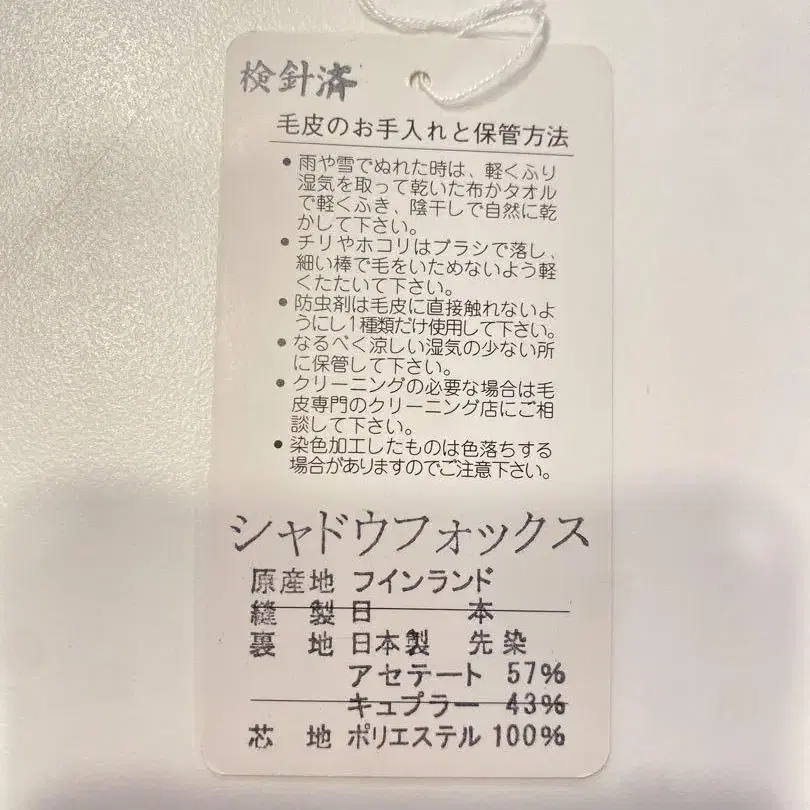 検針済
毛皮のお手入れと保管方法
●雨や雪でぬれた時は、軽くふり
湿気を取って乾いた布かタオル
で軽くふき、陰干しで自然に乾
かして下さい。
●チリやホコリはブラシで落し、
細い棒で毛をいためないよう軽
くたたいて下さい。
●防虫剤は毛皮に直接触れないよ
うにし1種類だけ使用して下さい。
●なるべく涼しい湿気の少ない所
に保管して下さい。
●クリーニングの必要な場合は毛
皮専門のクリーニング店にご相
談して下さい。
●染色加工したものは色落ちする
場合がありますのでご注意下さい。
シャドウフォックス
原産地 フインランド
縫製 日本
裏地 日本製 先染
アセテート 57%
キュプラー 43%
芯地 ポリエステル 100%